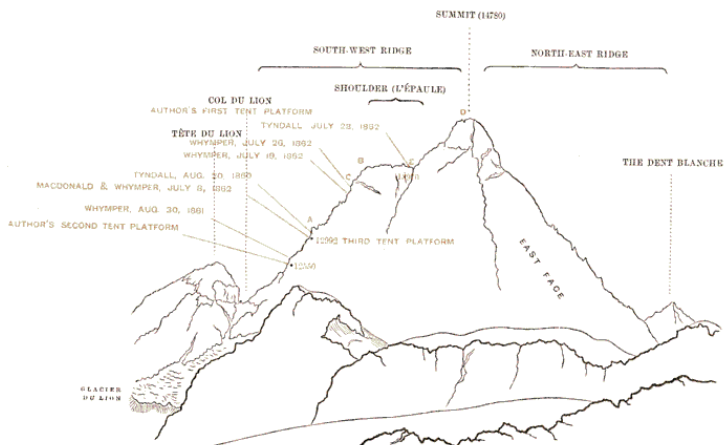 SUMMIT (14780)
SOUTH-WEST RIDGE
NORTH-EAST RIDGE
SHOULDER (L'ÉPAULE)
COL DU LION
AUTHOR'S FIRST TENT PLATFORM
TYNDALL JULY 28, 1862
TÊTE DU LION
WHYMPER, JULY 26, 1862
WHYMPER, JULY 19, 1862
THE DENT BLANCHE
TYNDALL, AUG. 20 1860
MACDONALD & WHYMPER, JULY 8, 1862
WHYMPER, AUG. 30, 1861
AUTHOR'S SECOND TENT PLATFORM
D
B
E
C
A
12992 THIRD TENT PLATFORM
12550
EAST FACE
GLACIER
DU LION